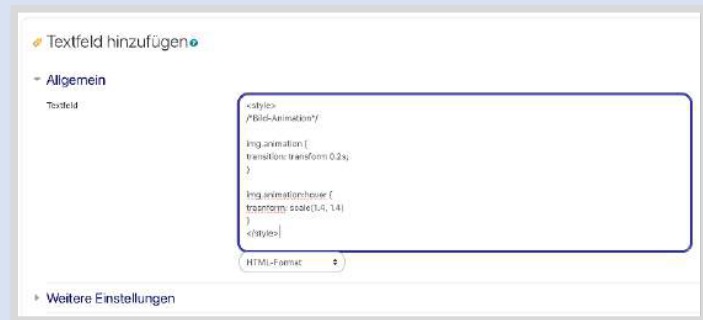 Textfeld hinzufügen
Allgemein
Textfeld
<style>
/*Bild-Animation*/
img.animation {
transition: transform 0.2s;
}
img.animation:hover {
trasnform: scale(1.4, 1.4)
}
</style>
HTML-Format
Weitere Einstellungen